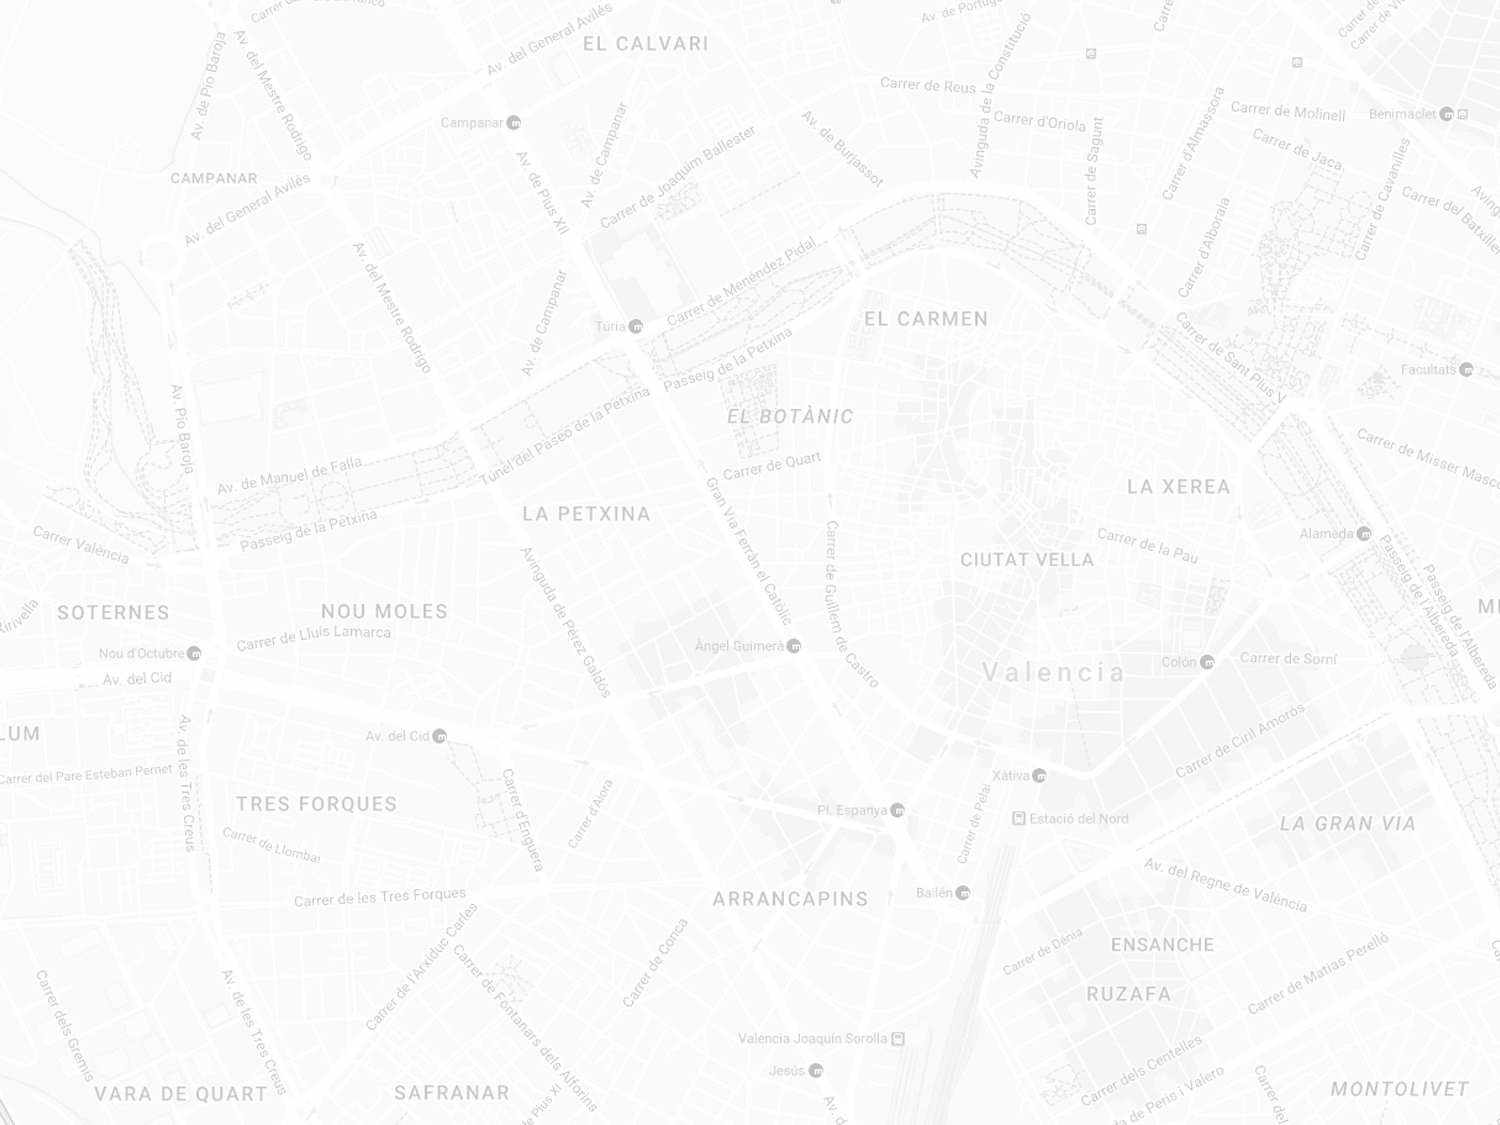 EL CALVARI
Av. del General Avilés
Av. de Pio Baroja
Av. del Mestre Rodrigo
Av. de Portugal
Avinguda de la Constitució
Carrer de Reus
Carrer d'Oriola
Carrer de Sagunt
Carrer d'Almàssora
Carrer de Molinell
Benimaclet
Carrer de Jaca
Carrer de Cavanilles
Carrer del Batxiller
Aving
Campanar
Av. de Campanar
Carrer de Joaquim Ballester
Av. de Burjassot
CAMPANAR
Av. del General Avilés
Av. de Pius XII
Carrer d'Alboraia
Av. del Mestre Rodrigo
Av. de Campanar
Carrer de Menéndez Pidal
Túria
EL CARMEN
Carrer de Sant Pius V
Facultats
Passeig de la Petxina
Av. Pio Baroja
EL BOTÀNIC
Túnel del Paseo de la Petxina
Carrer de Quart
Av. de Manuel de Falla
Carrer de Misser Masco
LA XEREA
LA PETXINA
Gran Via Ferràn el Catòlic
Passeig de la Petxina
Carrer València
Alameda
Carrer de la Pau
CIUTAT VELLA
Carrer de Guillem de Castro
Avinguda de Pérez Galdós
Passeig de l'Albereda
Passeig de l'Albereda
SOTERNES
NOU MOLES
Carrer de Lluís Lamarca
Nou d'Octubre
Av. del Cid
Àngel Guimerà
Valencia
Colón
Carrer de Sorní
LUM
Av. de les Tres Creus
Av. del Cid
Carrer de Ciril Amorós
Carrer del Pare Esteban Pernet
Xàtiva
TRES FORQUES
Carrer d'Enguera
Carrer d'Alora
Pl. Espanya
Carrer de Pelai
Estació del Nord
LA GRAN VIA
Carrer de Llombai
Av. del Regne de València
Carrer de les Tres Forques
ARRANCAPINS
Bailén
Carrer de l'Arxiduc Carles
Carrer de Conca
Carrer de Dénia
ENSANCHE
Carrer de Matías Perelló
RUZAFA
Carrer dels Gremis
Av. de les Tres Creus
Carrer de Fontanars dels Alforins
Valencia Joaquín Sorolla
Jesús
Carrer dels Centelles
VARA DE QUART
SAFRANAR
MONTOLIVET